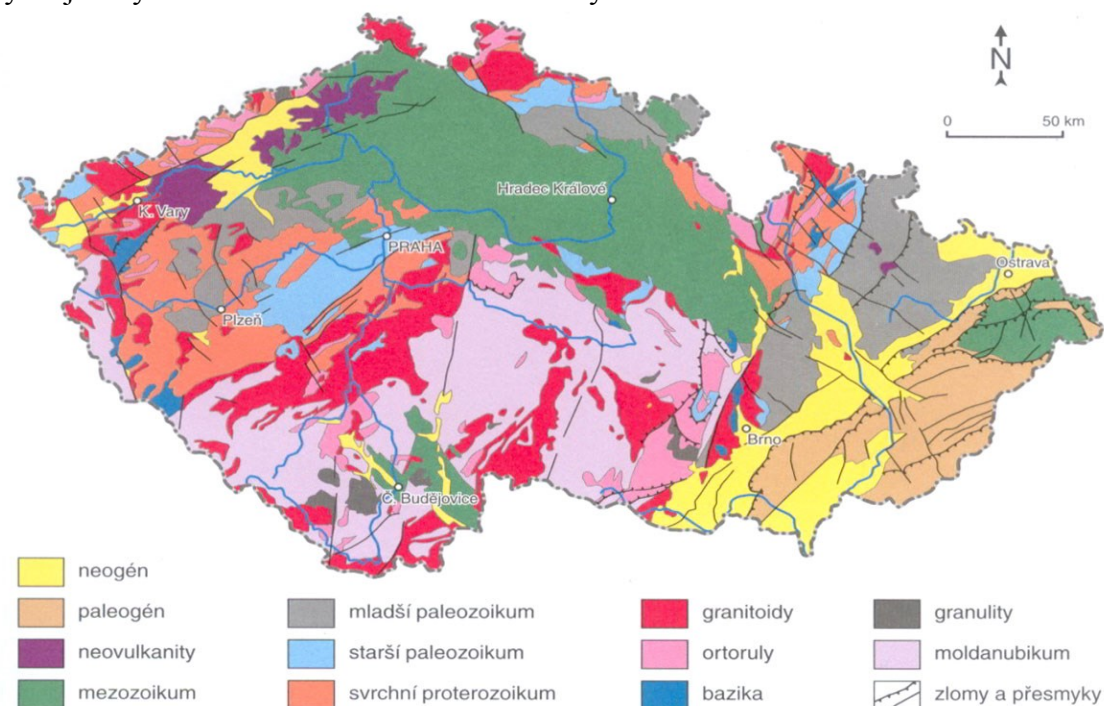 N
0 50 km
Hradec Králové
K. Vary
PRAHA
Ostrava
Plzeň
Brno
Č. Budějovice
neogén
paleogén
neovulkanity
mezozoikum
mladší paleozoikum
starší paleozoikum
svrchní proterozoikum
granitoidy
ortoruly
bazika
granulity
moldanubikum
zlomy a přesmyky